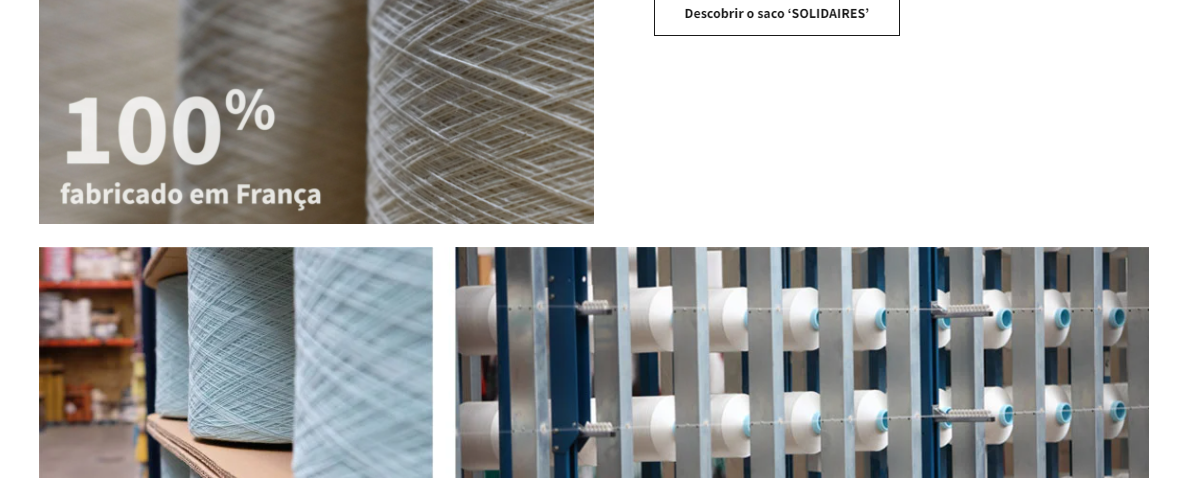 Descobrir o saco ‘SOLIDAIRES’
100%
fabricado em França